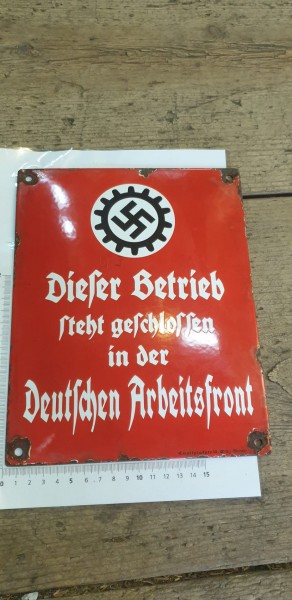 Dieſer Betrieb
ſteht geſchloſſen
in der
Deutſchen Arbeitsfront
0 1 2 3 4 5 6 7 8 9 10 11 12 13 14 15